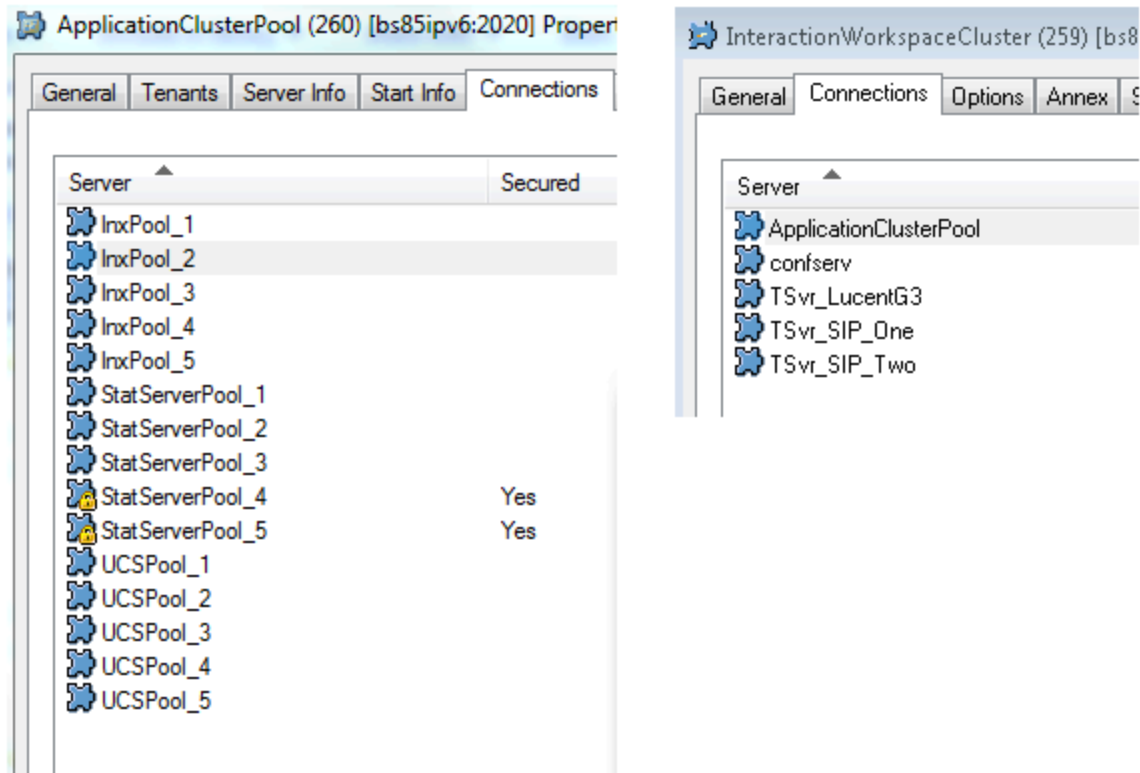 ApplicationClusterPool (260) [bs85ipv6:2020] Proper
General Tenants Server Info Start Info Connections
Server Secured
InxPool_1
InxPool_2
InxPool_3
InxPool_4
InxPool_5
StatServerPool_1
StatServerPool_2
StatServerPool_3
StatServerPool_4 Yes
StatServerPool_5 Yes
UCSPool_1
UCSPool_2
UCSPool_3
UCSPool_4
UCSPool_5
InteractionWorkspaceCluster (259) [bs8
General Connections Options Annex S
Server
ApplicationClusterPool
confserv
TSvr_LucentG3
TSvr_SIP_One
TSvr_SIP_Two